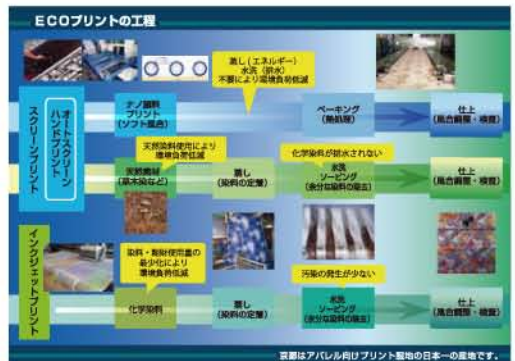 ECOプリントの工程
蒸し(エネルギー)
水洗(排水)
不要により環境負荷低減
スクリーンプリント
オートスクリーン
ハンドプリント
ナノ顔料
プリント
(ソフト風合)
ベーキング
(熱処理)
仕上
(風合調整・検査)
天然染料使用により
環境負荷低減
化学染料が排水されない
天然素材
(草木染など)
蒸し
(染料の定着)
水洗
ソーピング
(余分な染料の除去)
仕上
(風合調整・検査)
インクジェットプリント
染料・助剤使用量の
最少化により
環境負荷低減
汚染の発生が少ない
化学染料
蒸し
(染料の定着)
水洗
ソーピング
(余分な染料の除去)
仕上
(風合調整・検査)
京都はアパレル向けプリント整地の日本一の産地です。